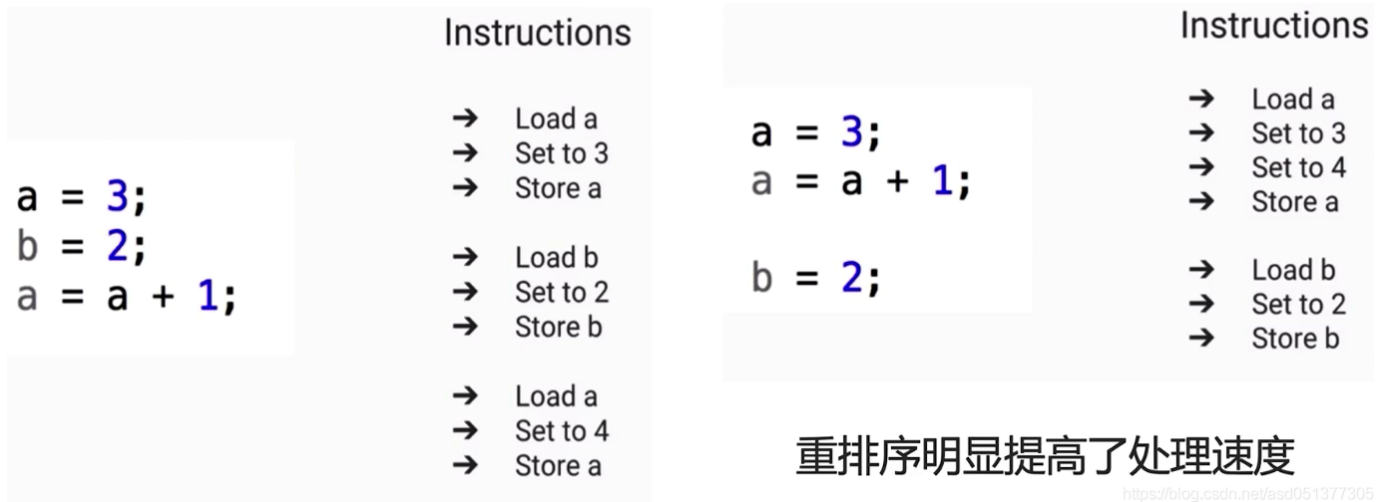 Instructions
a = 3;
b = 2;
a = a + 1;
➔ Load a
➔ Set to 3
➔ Store a
➔ Load b
➔ Set to 2
➔ Store b
➔ Load a
➔ Set to 4
➔ Store a
Instructions
a = 3;
a = a + 1;
b = 2;
➔ Load a
➔ Set to 3
➔ Set to 4
➔ Store a
➔ Load b
➔ Set to 2
➔ Store b
重排序明显提高了处理速度
https://blog.csdn.net/asd051377305